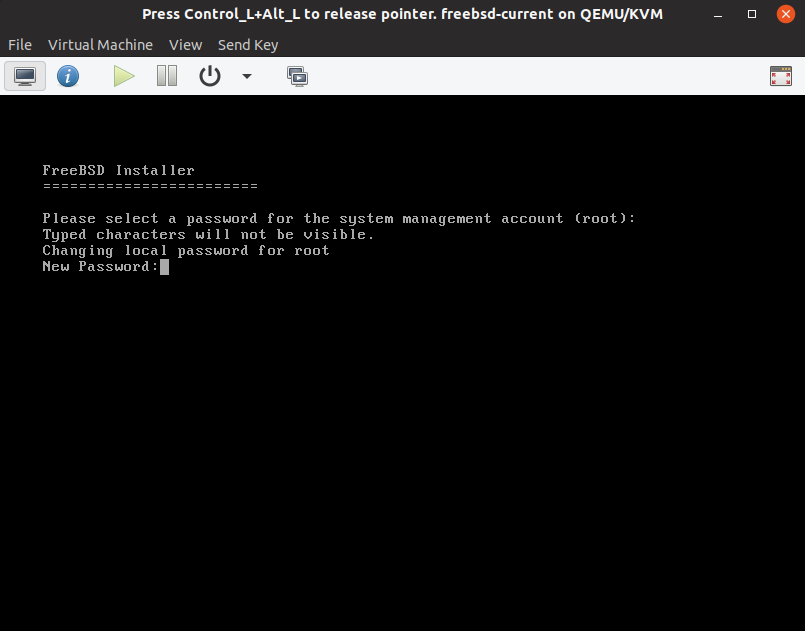 Press Control_L+Alt_L to release pointer. freebsd-current on QEMU/KVM
File Virtual Machine View Send Key
FreeBSD Installer
========================
Please select a password for the system management account (root):
Typed characters will not be visible.
Changing local password for root
New Password: